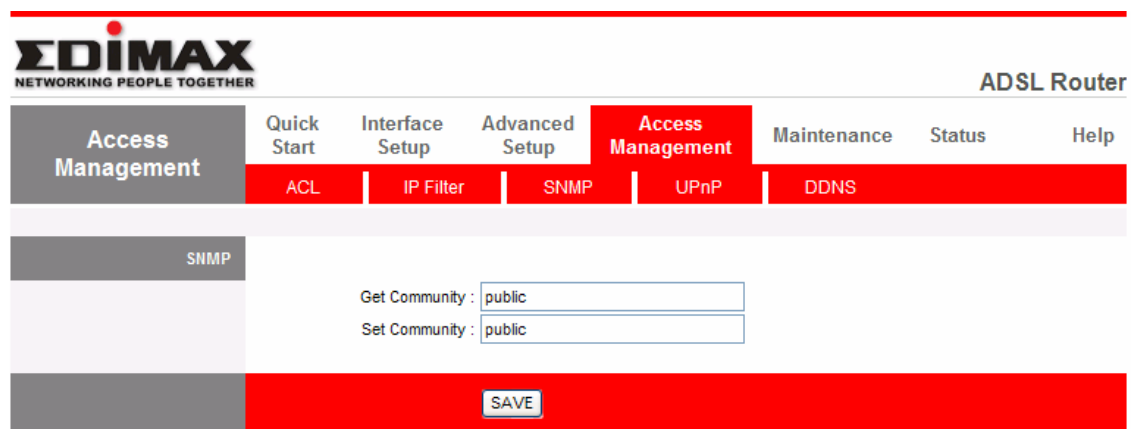 EDIMAX
NETWORKING PEOPLE TOGETHER
ADSL Router
Access Management
Quick Start
Interface Setup
Advanced Setup
Access Management
Maintenance
Status
Help
ACL
IP Filter
SNMP
UPnP
DDNS
SNMP
Get Community : public
Set Community : public
SAVE